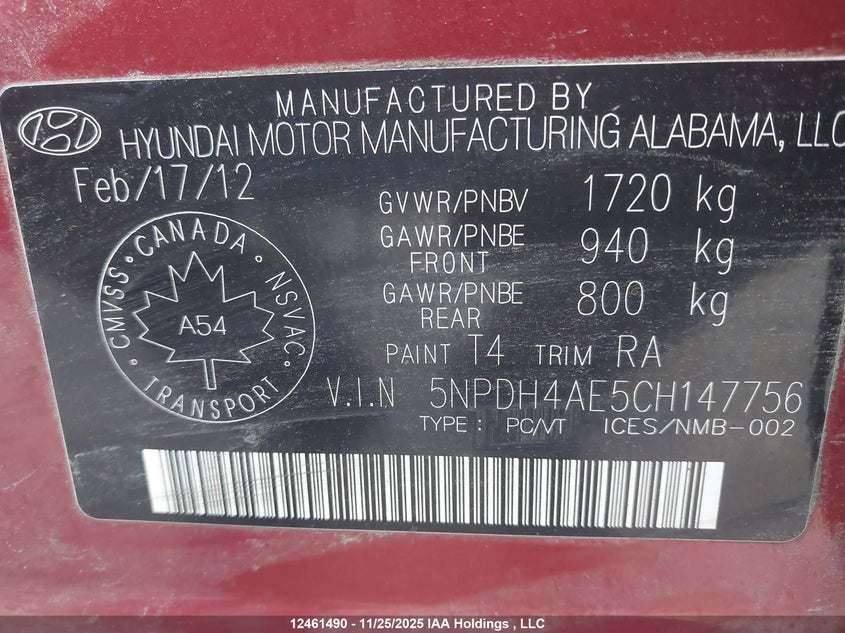 MANUFACTURED BY
HYUNDAI MOTOR MANUFACTURING ALABAMA, LLC
Feb/17/12
GVWR/PNBV 1720 kg
GAWR/PNBE FRONT 940 kg
GAWR/PNBE REAR 800 kg
PAINT T4 TRIM RA
V.I.N 5NPDH4AE5CH147756
TYPE : PC/VT ICES/NMB-002
CANADA
CMVSS
NSVAC
A54
TRANSPORT
12461490 - 11/25/2025 IAA Holdings , LLC